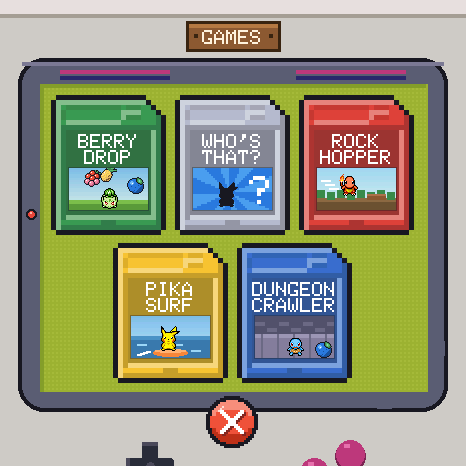 GAMES
BERRY
DROP
WHO'S
THAT?
?
ROCK
HOPPER
PIKA
SURF
DUNGEON
CRAWLER